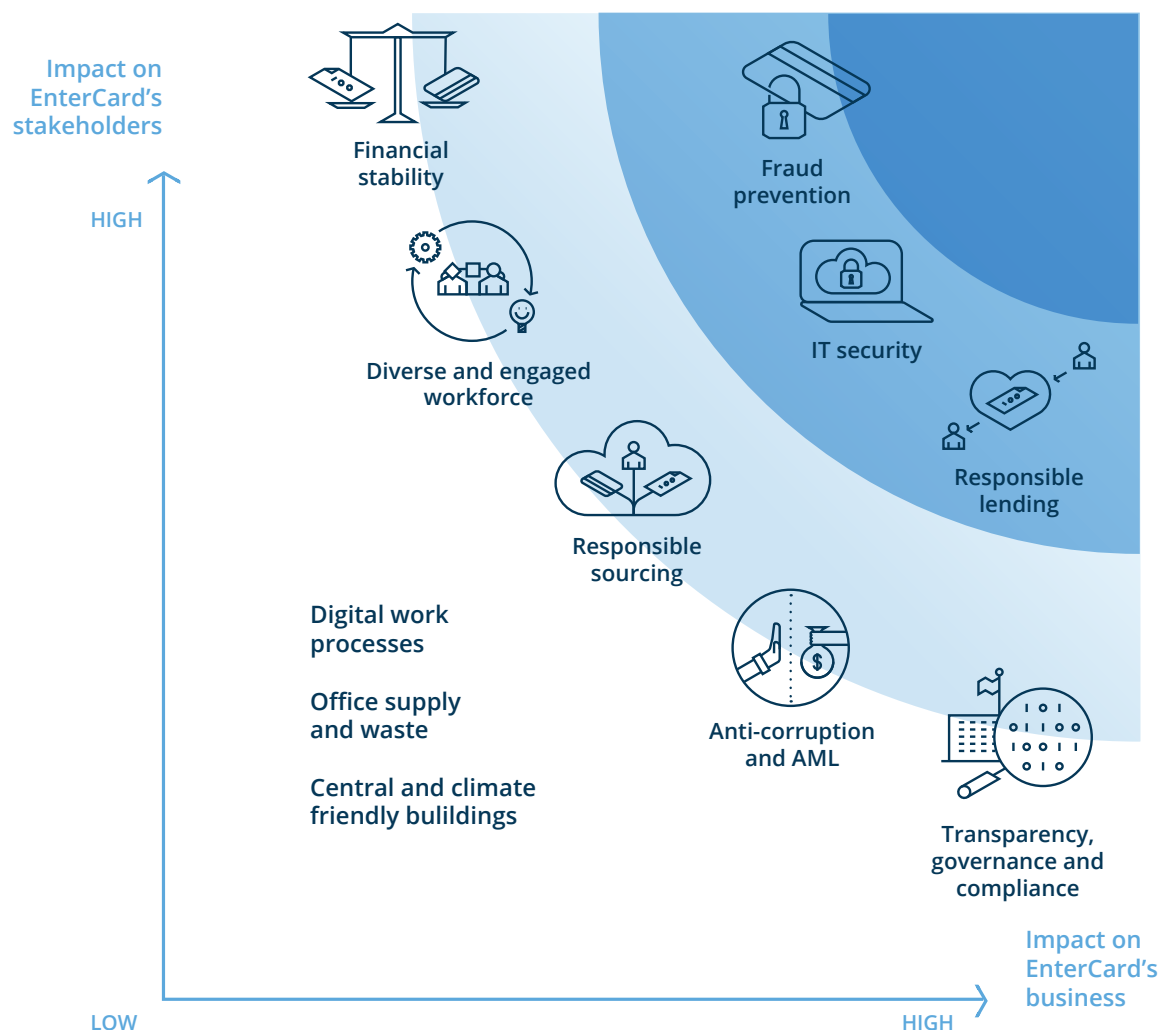 Impact on
EnterCard's
stakeholders
HIGH
Financial
stability
Fraud
prevention
IT security
Diverse and engaged
workforce
Responsible
lending
Responsible
sourcing
Digital work
processes
Office supply
and waste
Central and climate
friendly bulildings
$
Anti-corruption
and AML
Transparency,
governance and
compliance
Impact on
EnterCard's
business
LOW
HIGH